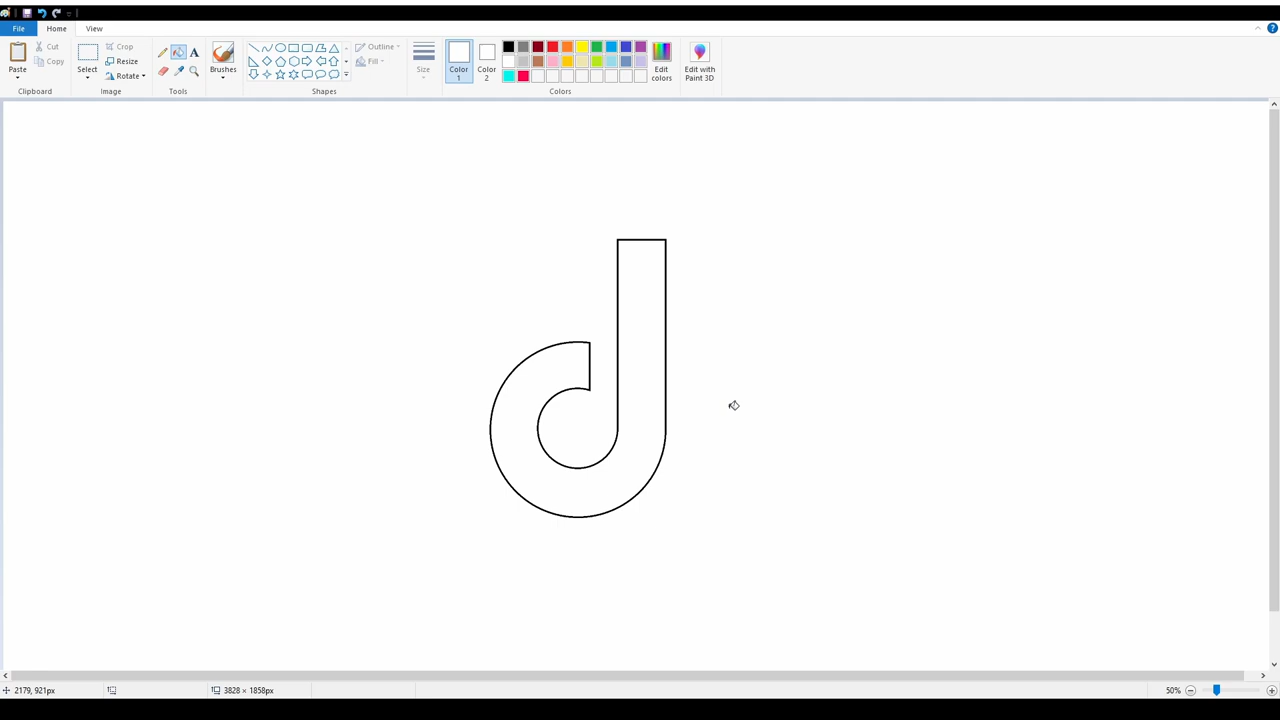 File Home View
Cut
Copy
Paste
Clipboard
Crop
Resize
Rotate
Select
Image
A
Tools
Brushes
Outline
Fill
Shapes
Size
Color 1
Color 2
Edit colors
Colors
Edit with Paint 3D
2179, 921px 3828 × 1858px 50%